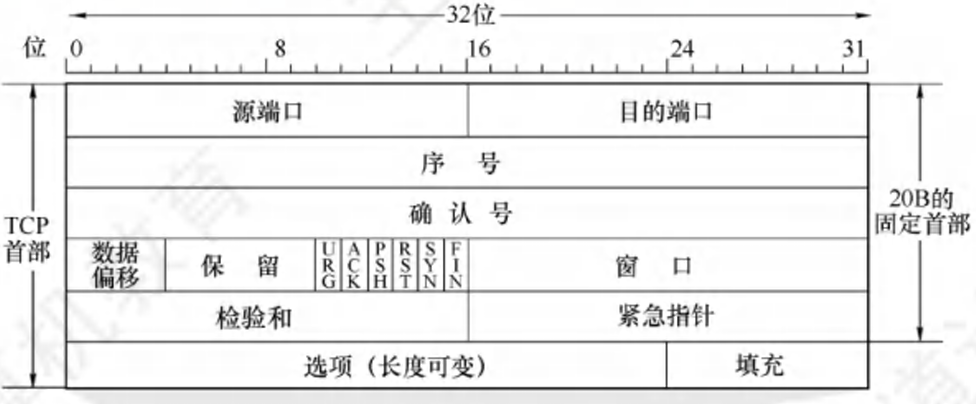 32位
位 0 8 16 24 31
源端口 目的端口
序 号
TCP首部
确 认 号
20B的固定首部
数据偏移 保 留 URG ACK PSH RST SYN FIN 窗 口
检验和 紧急指针
选项（长度可变） 填充